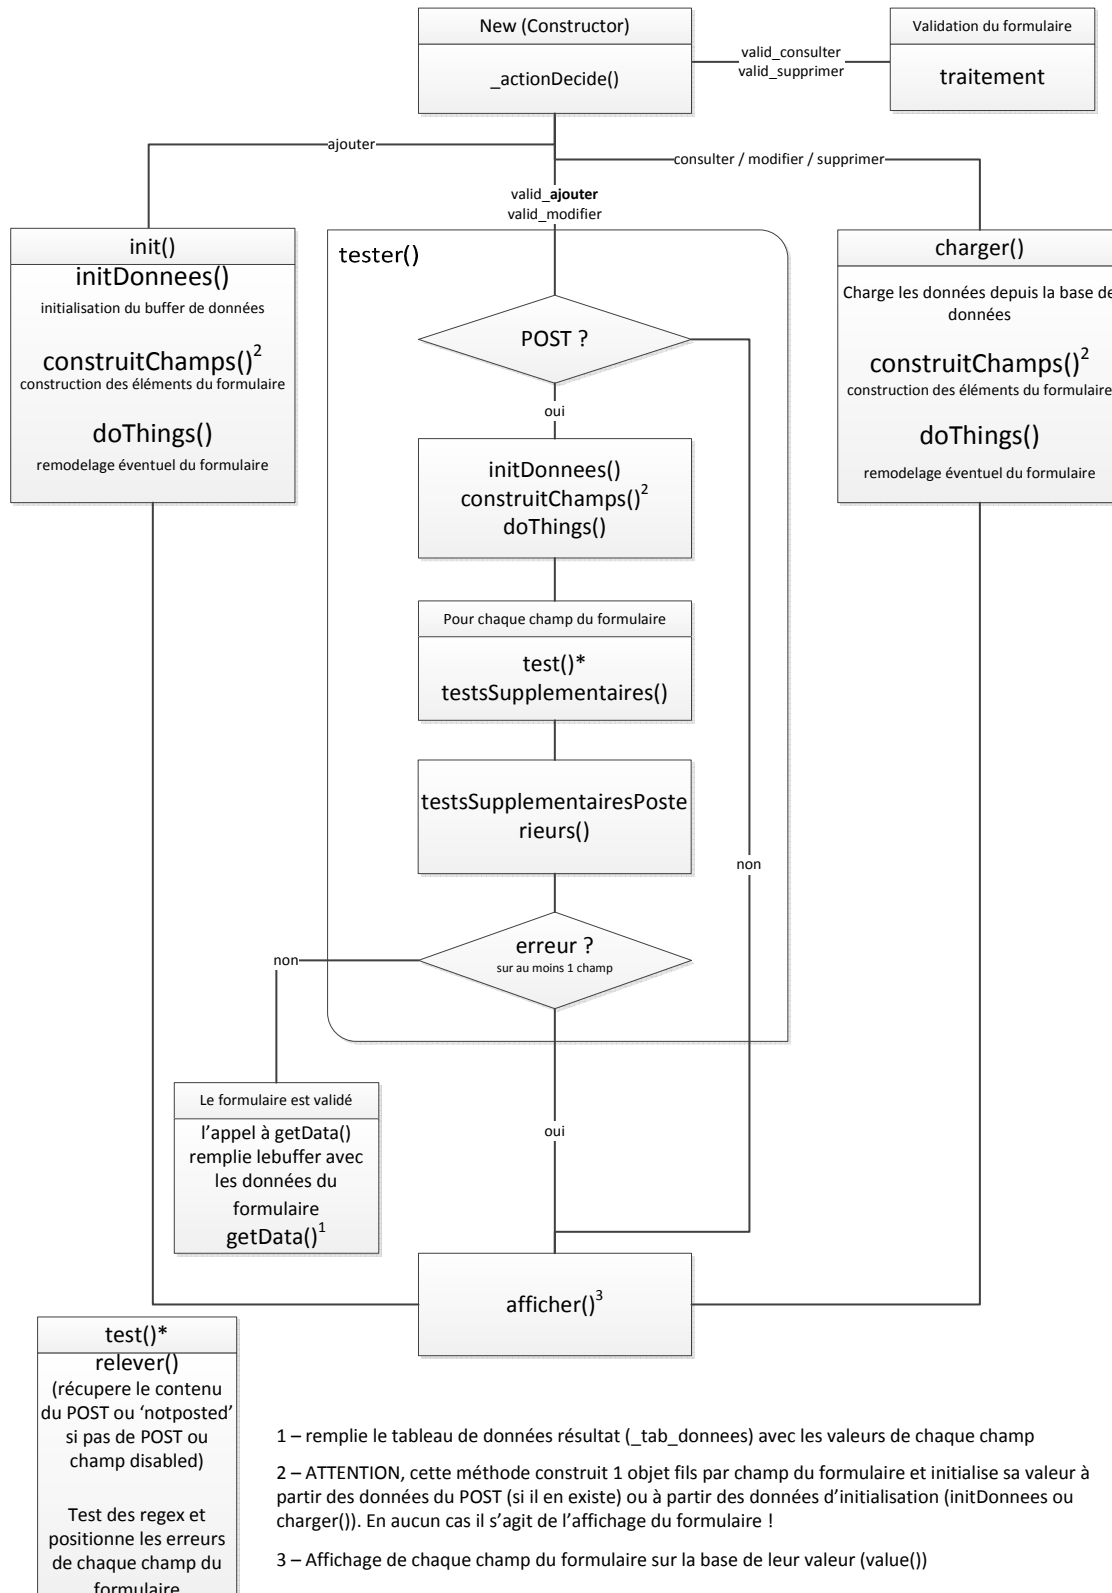 New (Constructor)
_actionDecide()
valid_consulter
valid_supprimer
Validation du formulaire
traitement
ajouter
valid_ajouter
valid_modifier
consulter / modifier / supprimer
init()
initDonnees()
initialisation du buffer de données
construitChamps()²
construction des éléments du formulaire
doThings()
remodelage éventuel du formulaire
tester()
POST ?
oui
initDonnees()
construitChamps()²
doThings()
Pour chaque champ du formulaire
test()*
testsSupplementaires()
testsSupplementairesPoste
rieurs()
non
erreur ?
sur au moins 1 champ
non
oui
charger()
Charge les données depuis la base de
données
construitChamps()²
construction des éléments du formulaire
doThings()
remodelage éventuel du formulaire
Le formulaire est validé
l'appel à getData()
remplie lebuffer avec
les données du
formulaire
getData()¹
afficher()³
test()*
relever()
(récupere le contenu
du POST ou ‘notposted’
si pas de POST ou
champ disabled)
Test des regex et
positionne les erreurs
de chaque champ du
formulaire
1 – remplie le tableau de données résultat (_tab_donnees) avec les valeurs de chaque champ
2 – ATTENTION, cette méthode construit 1 objet fils par champ du formulaire et initialise sa valeur à
partir des données du POST (si il en existe) ou à partir des données d’initialisation (initDonnees ou
charger()). En aucun cas il s’agit de l’affichage du formulaire !
3 – Affichage de chaque champ du formulaire sur la base de leur valeur (value())